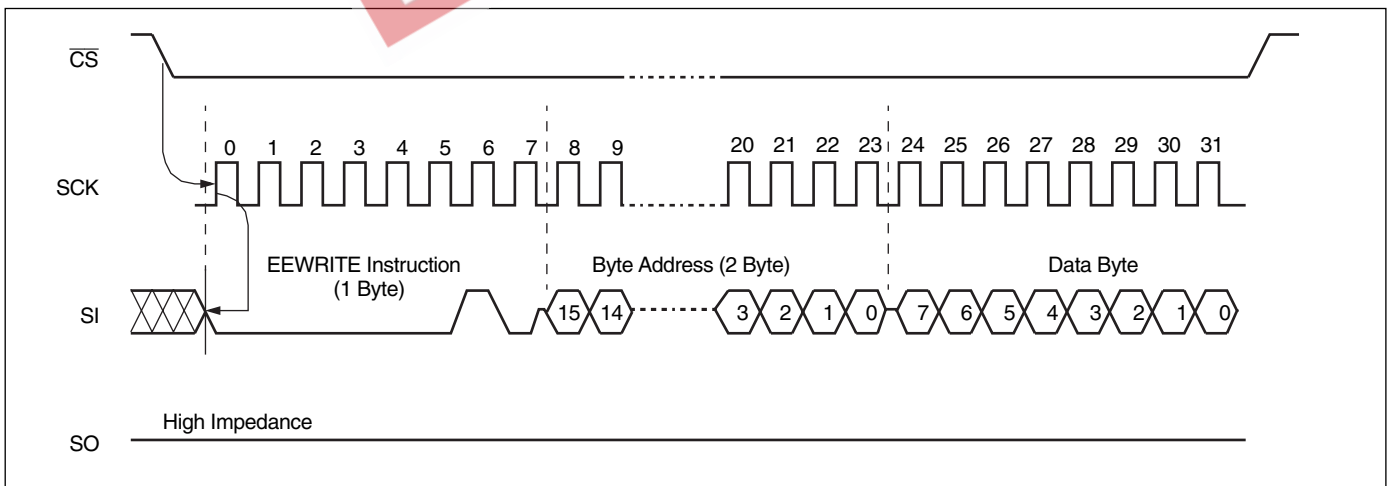 CS
0 1 2 3 4 5 6 7 8 9 20 21 22 23 24 25 26 27 28 29 30 31
SCK
EEWRITE Instruction
(1 Byte)
Byte Address (2 Byte)
Data Byte
SI
15 14 3 2 1 0 7 6 5 4 3 2 1 0
High Impedance
SO